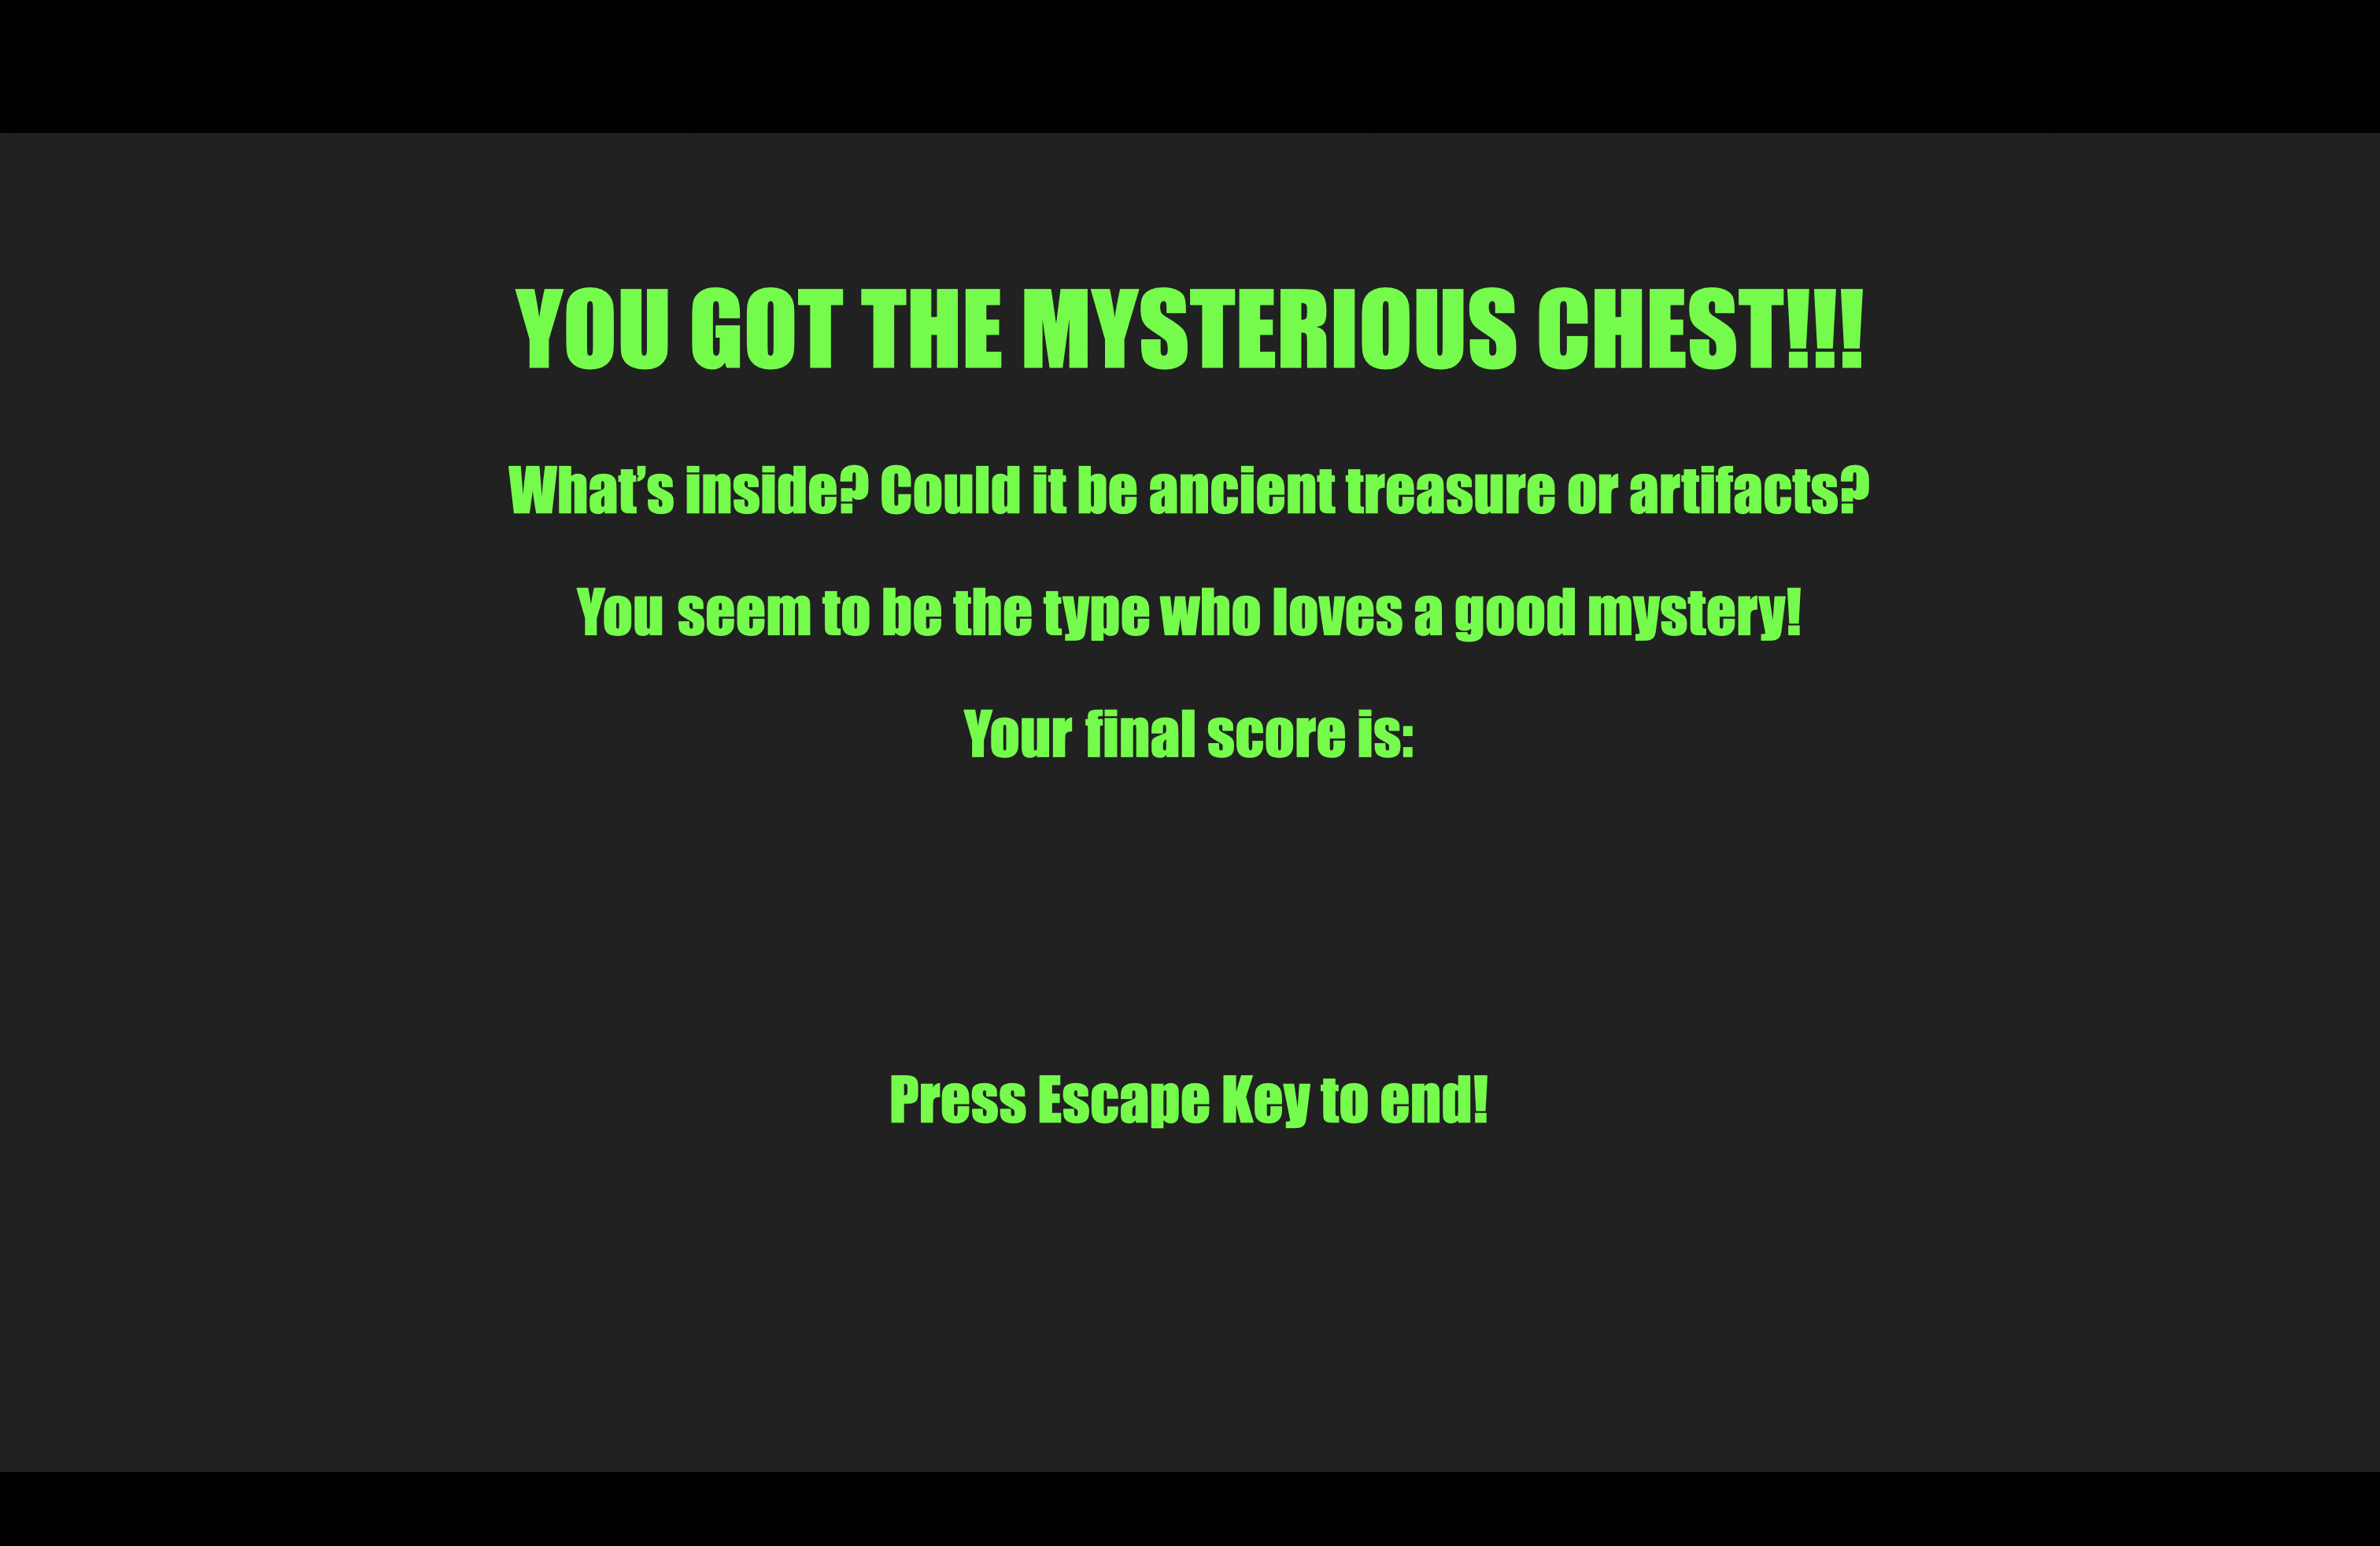 YOU GOT THE MYSTERIOUS CHEST!!!
What's inside? Could it be ancient treasure or artifacts?
You seem to be the type who loves a good mystery!
Your final score is:
Press Escape Key to end!